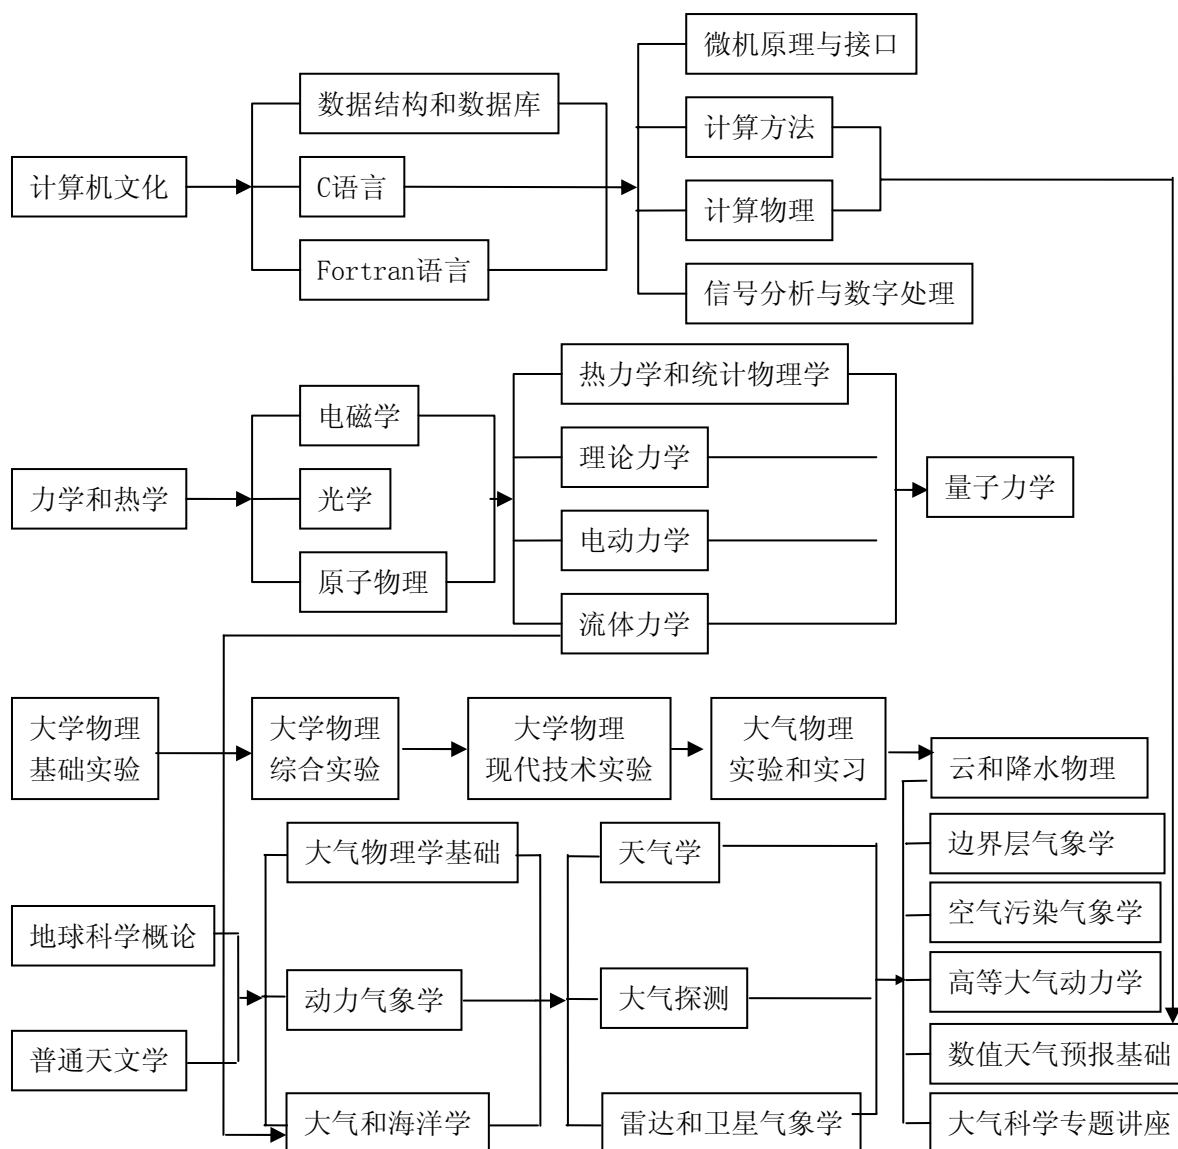 微机原理与接口
数据结构和数据库
计算方法
计算机文化
C语言
计算物理
Fortran语言
信号分析与数字处理
热力学和统计物理学
电磁学
理论力学
力学和热学
光学
量子力学
电动力学
原子物理
流体力学
大学物理
基础实验
大学物理
综合实验
大学物理
现代技术实验
大气物理
实验和实习
云和降水物理
大气物理学基础
天气学
边界层气象学
地球科学概论
空气污染气象学
动力气象学
大气探测
高等大气动力学
普通天文学
数值天气预报基础
大气和海洋学
雷达和卫星气象学
大气科学专题讲座